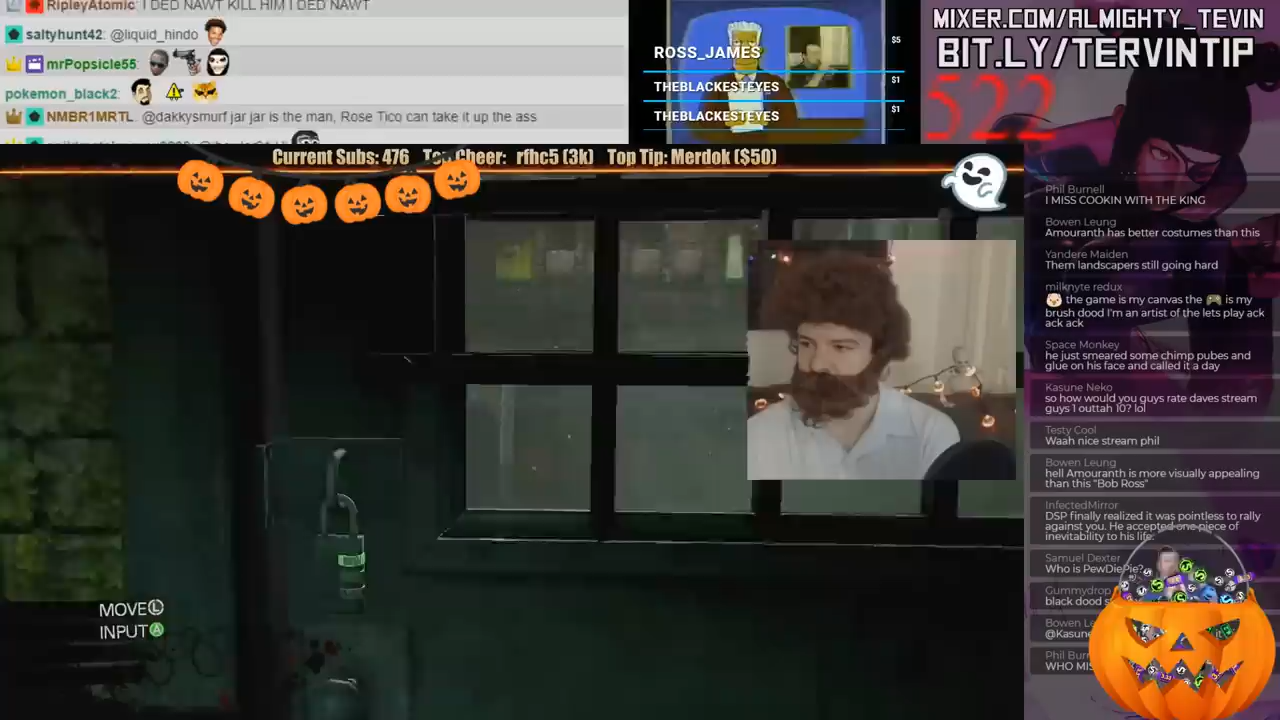 RipleyAtomic: I DED NAWT KILL HIM I DED NAWT
saltyhunt42: @liquid_hindo
mrPopsicle55:
pokemon_black2:
NMBR1MRTL: @dakkysmurf jar jar is the man, Rose Tico can take it up the ass
ROSS_JAMES $5
THEBLACKESTEYES $1
THEBLACKESTEYES $1
MIXER.COM/ALMIGHTY_TEVIN
BIT.LY/TERVINTIP
522
Current Subs: 476 Top Cheer: rfhc5 (3k) Top Tip: Merdok ($50)
Phil Burnell
I MISS COOKIN WITH THE KING
Bowen Leung
Amouranth has better costumes than this
Yandere Maiden
Them landscapers still going hard
milknyte redux
the game is my canvas the is my
brush dood I'm an artist of the lets play ack
ack ack
Space Monkey
he just smeared some chimp pubes and
glue on his face and called it a day
Kasune Neko
so how would you guys rate daves stream
guys 1 outtah 10? lol
Testy Cool
Waah nice stream phil
Bowen Leung
hell Amouranth is more visually appealing
than this "Bob Ross"
InfectedMirror
DSP finally realized it was pointless to rally
against you. He accepted one piece of
inevitability to his life.
Samuel Dexter
Who is PewDiePie?
Gummydrop
black dood
Bowen Le
@Kasune
Phil Bur
WHO MIS
MOVE L
INPUT A